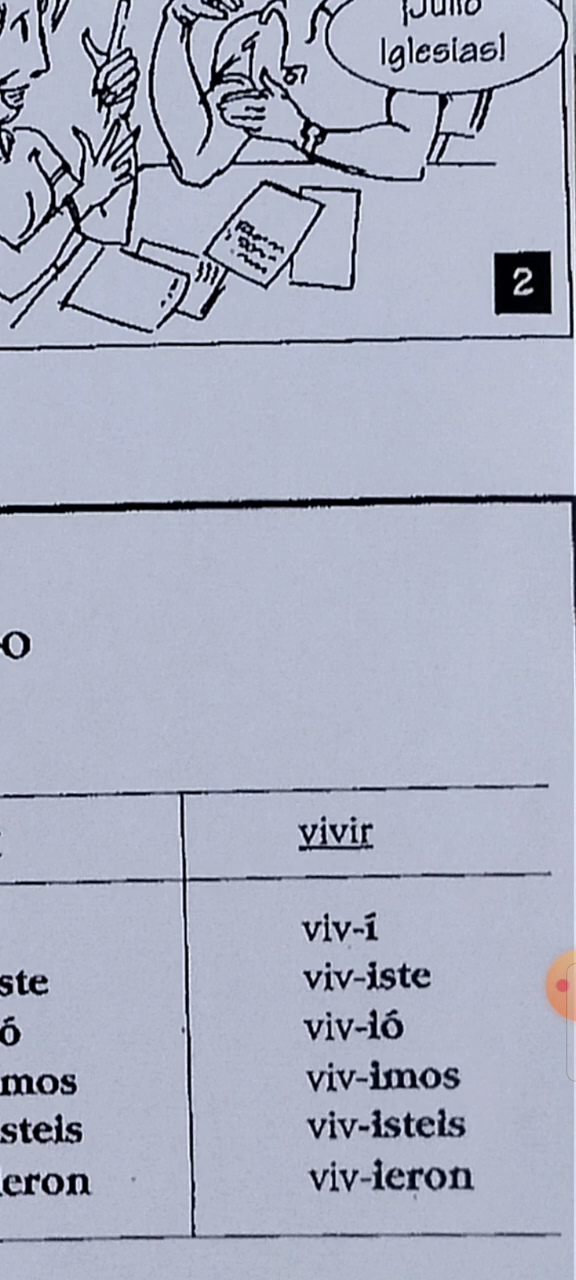 ¡Julio
Iglesias!
2
o
vivir
viv-í
ste viv-iste
ó viv-ió
mos viv-imos
steis viv-isteis
ieron viv-ieron